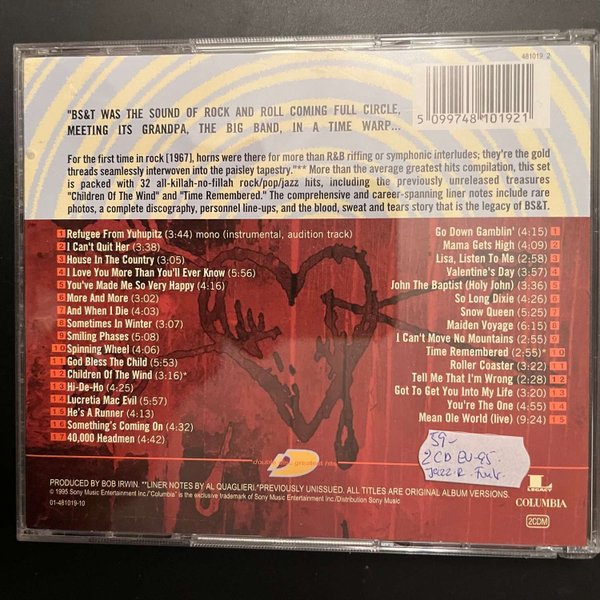 481019 2
5 099748 101921
"BS&T WAS THE SOUND OF ROCK AND ROLL COMING FULL CIRCLE,
MEETING ITS GRANDPA, THE BIG BAND, IN A TIME WARP...
For the first time in rock [1967], horns were there for more than R&B riffing or symphonic interludes; they're the gold
threads seamlessly interwoven into the paisley tapestry."** More than the average greatest hits compilation, this set
is packed with 32 all-killah-no-fillah rock/pop/jazz hits, including the previously unreleased treasures
"Children Of The Wind" and "Time Remembered." The comprehensive and career-spanning liner notes include rare
photos, a complete discography, personnel line-ups, and the blood, sweat and tears story that is the legacy of BS&T.
1 Refugee From Yuhupitz (3:44) mono (instrumental, audition track)
2 I Can't Quit Her (3:38)
3 House In The Country (3:05)
4 I Love You More Than You'll Ever Know (5:56)
5 You've Made Me So Very Happy (4:16)
6 More and More (3:02)
7 And When I Die (4:03)
8 Sometimes In Winter (3:07)
9 Smiling Phases (5:08)
10 Spinning Wheel (4:06)
11 God Bless The Child (5:53)
12 Children Of The Wind (3:16)*
13 Hi-De-Ho (4:25)
14 Lucretia Mac Evil (5:57)
15 He's A Runner (4:13)
16 Something's Coming On (4:32)
17 40,000 Headmen (4:42)
Go Down Gamblin' (4:15) 1
Mama Gets High (4:09) 2
Lisa, Listen To Me (2:58) 3
Valentine's Day (3:57) 4
John The Baptist (Holy John) (3:36) 5
So Long Dixie (4:26) 6
Snow Queen (5:25) 7
Maiden Voyage (6:15) 8
I Can't Move No Mountains (2:55) 9
Time Remembered (2:55)* 10
Roller Coaster (3:22) 11
Tell Me That I'm Wrong (2:28) 12
Got To Get You Into My Life (3:20) 13
You're The One (4:55) 14
Mean Ole World (live) (9:24) 15
2
greatest hits
59-
2CD EU-95.
Jazz-R. Funk
PRODUCED BY BOB IRWIN. **LINER NOTES BY AL QUAGLIERI. *PREVIOUSLY UNISSUED. ALL TITLES ARE ORIGINAL ALBUM VERSIONS.
© 1995 Sony Music Entertainment Inc./"Columbia" is the exclusive trademark of Sony Music Entertainment Inc./Distribution Sony Music.
01-481019-10
L
LEGACY
COLUMBIA
2CDM